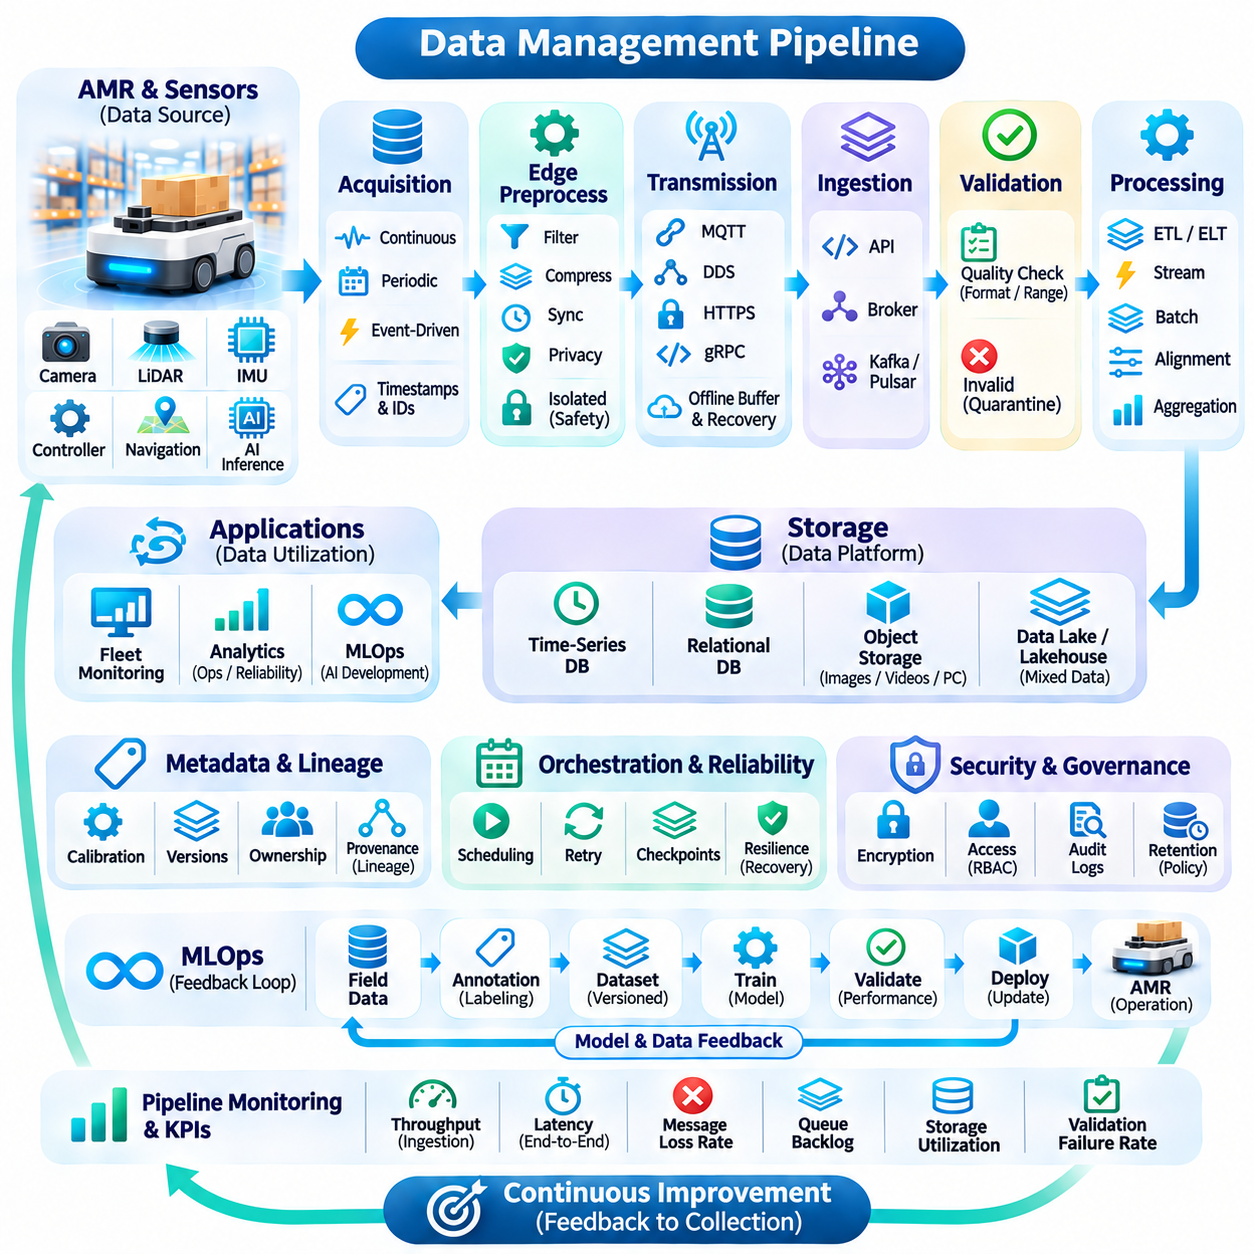 Data Management Pipeline
AMR & Sensors
(Data Source)
Camera
LiDAR
IMU
Controller
Navigation
AI
AI
Inference
Acquisition
Continuous
Periodic
Event-Driven
Timestamps
& IDs
Edge
Preprocess
Filter
Compress
Sync
Privacy
Isolated
(Safety)
Transmission
MQTT
DDS
HTTPS
gRPC
Offline Buffer
& Recovery
Ingestion
API
Broker
Kafka /
Pulsar
Validation
Quality Check
(Format / Range)
Invalid
(Quarantine)
Processing
ETL / ELT
Stream
Batch
Alignment
Aggregation
Applications
(Data Utilization)
Fleet
Monitoring
Analytics
(Ops / Reliability)
MLOps
(AI Development)
Storage
(Data Platform)
Time-Series
DB
Relational
DB
Object
Storage
(Images / Videos / PC)
Data Lake /
Lakehouse
(Mixed Data)
Metadata & Lineage
Calibration
Versions
Ownership
Provenance
(Lineage)
Orchestration & Reliability
Scheduling
Retry
Checkpoints
Resilience
(Recovery)
Security & Governance
Encryption
Access
(RBAC)
Audit
Logs
Retention
(Policy)
MLOps
(Feedback Loop)
Field
Data
Annotation
(Labeling)
Dataset
(Versioned)
Train
(Model)
Validate
(Performance)
Deploy
(Update)
AMR
(Operation)
Model & Data Feedback
Pipeline Monitoring
& KPIs
Throughput
(Ingestion)
Latency
(End-to-End)
Message
Loss Rate
Queue
Backlog
Storage
Utilization
Validation
Failure Rate
Continuous Improvement
(Feedback to Collection)